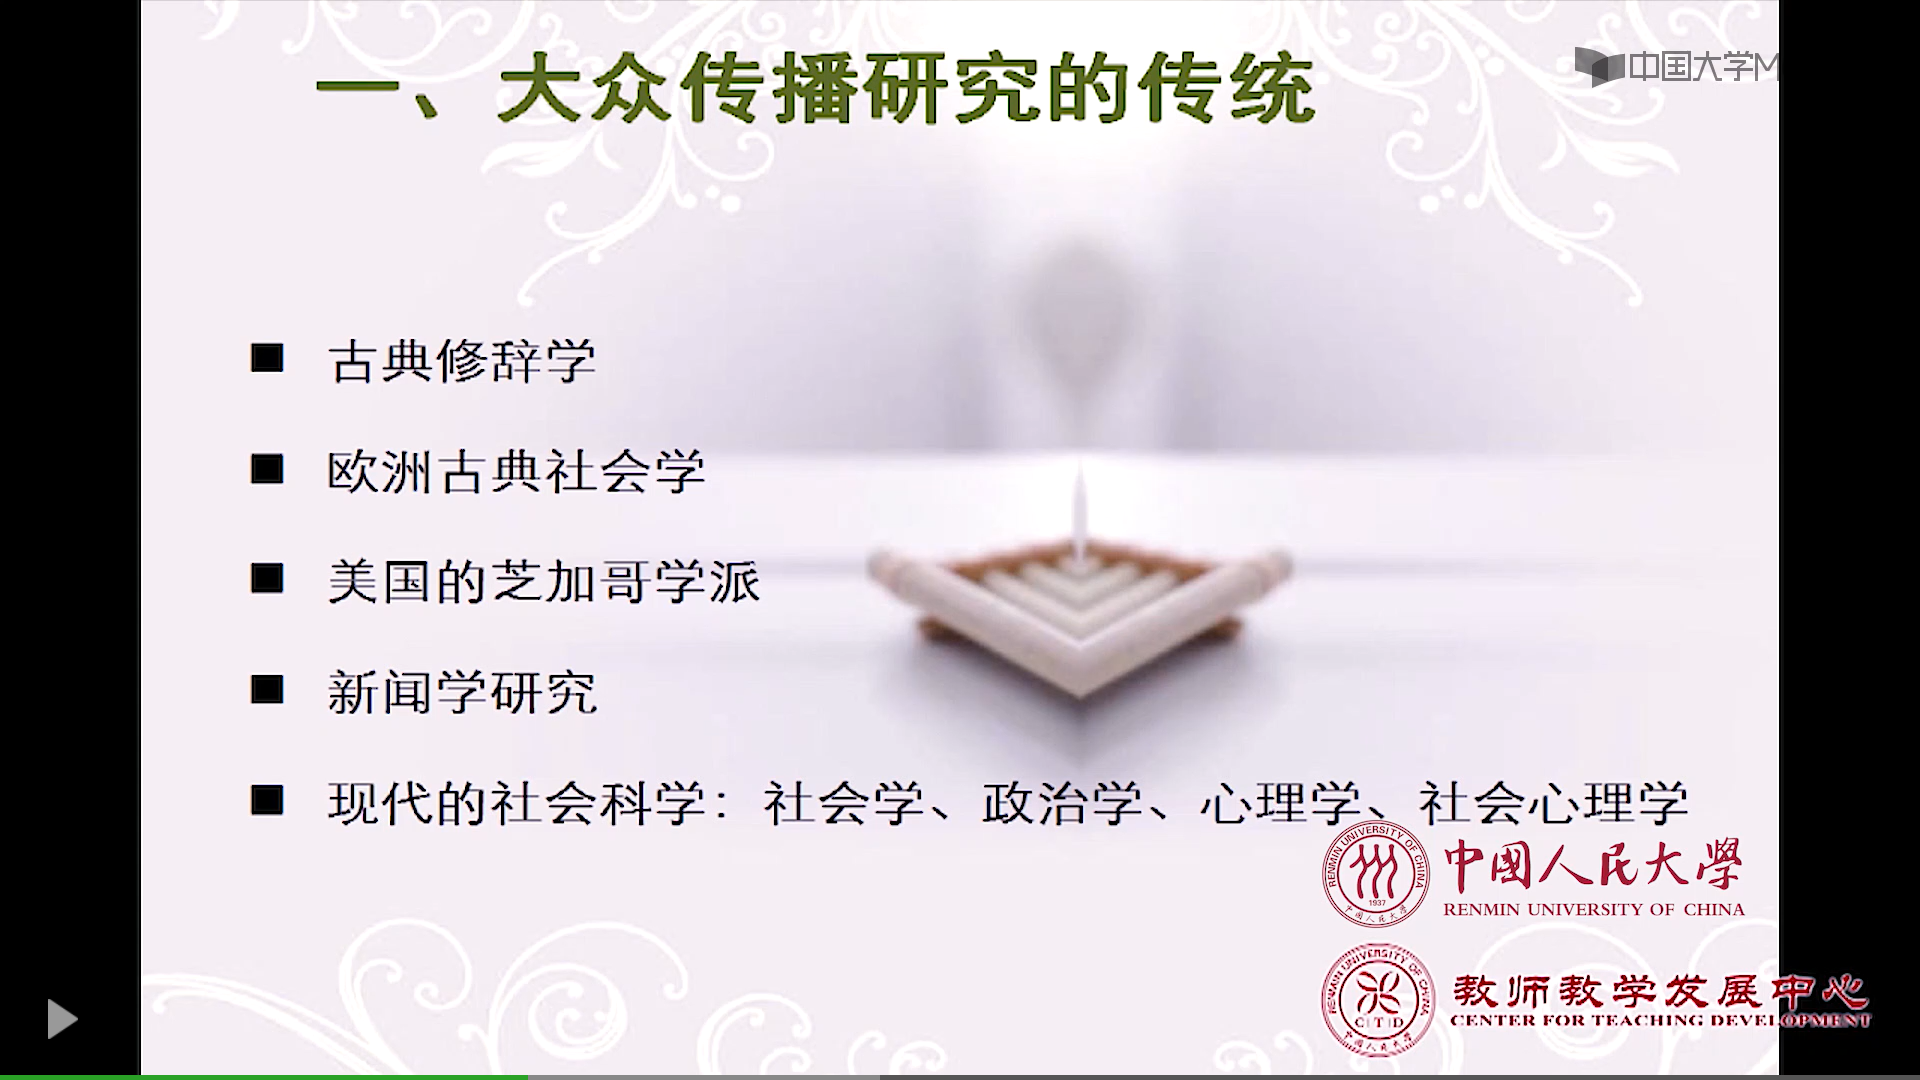 一、大众传播研究的传统
中国大学M
■ 古典修辞学
■ 欧洲古典社会学
■ 美国的芝加哥学派
■ 新闻学研究
■ 现代的社会科学：社会学、政治学、心理学、社会心理学
RENMIN UNIVERSITY OF CHINA
1937
中国人民大学
中國人民大學
RENMIN UNIVERSITY OF CHINA
RENMIN UNIVERSITY OF CHINA
CTD
中国人民大学
教师教学发展中心
CENTER FOR TEACHING DEVELOPMENT